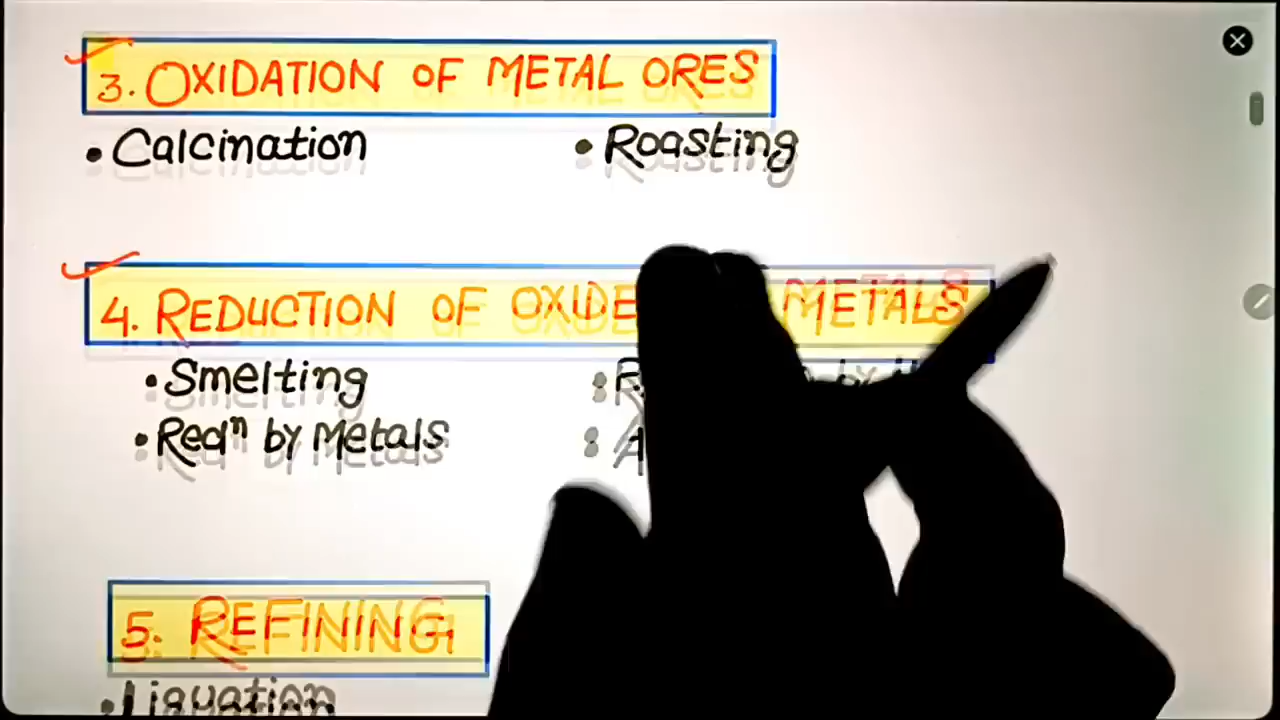 3. OXIDATION OF METAL ORES
• Calcination • Roasting
4. REDUCTION OF OXIDE METALS
• Smelting
• Redⁿ by Metals
5. REFINING
• Liquation